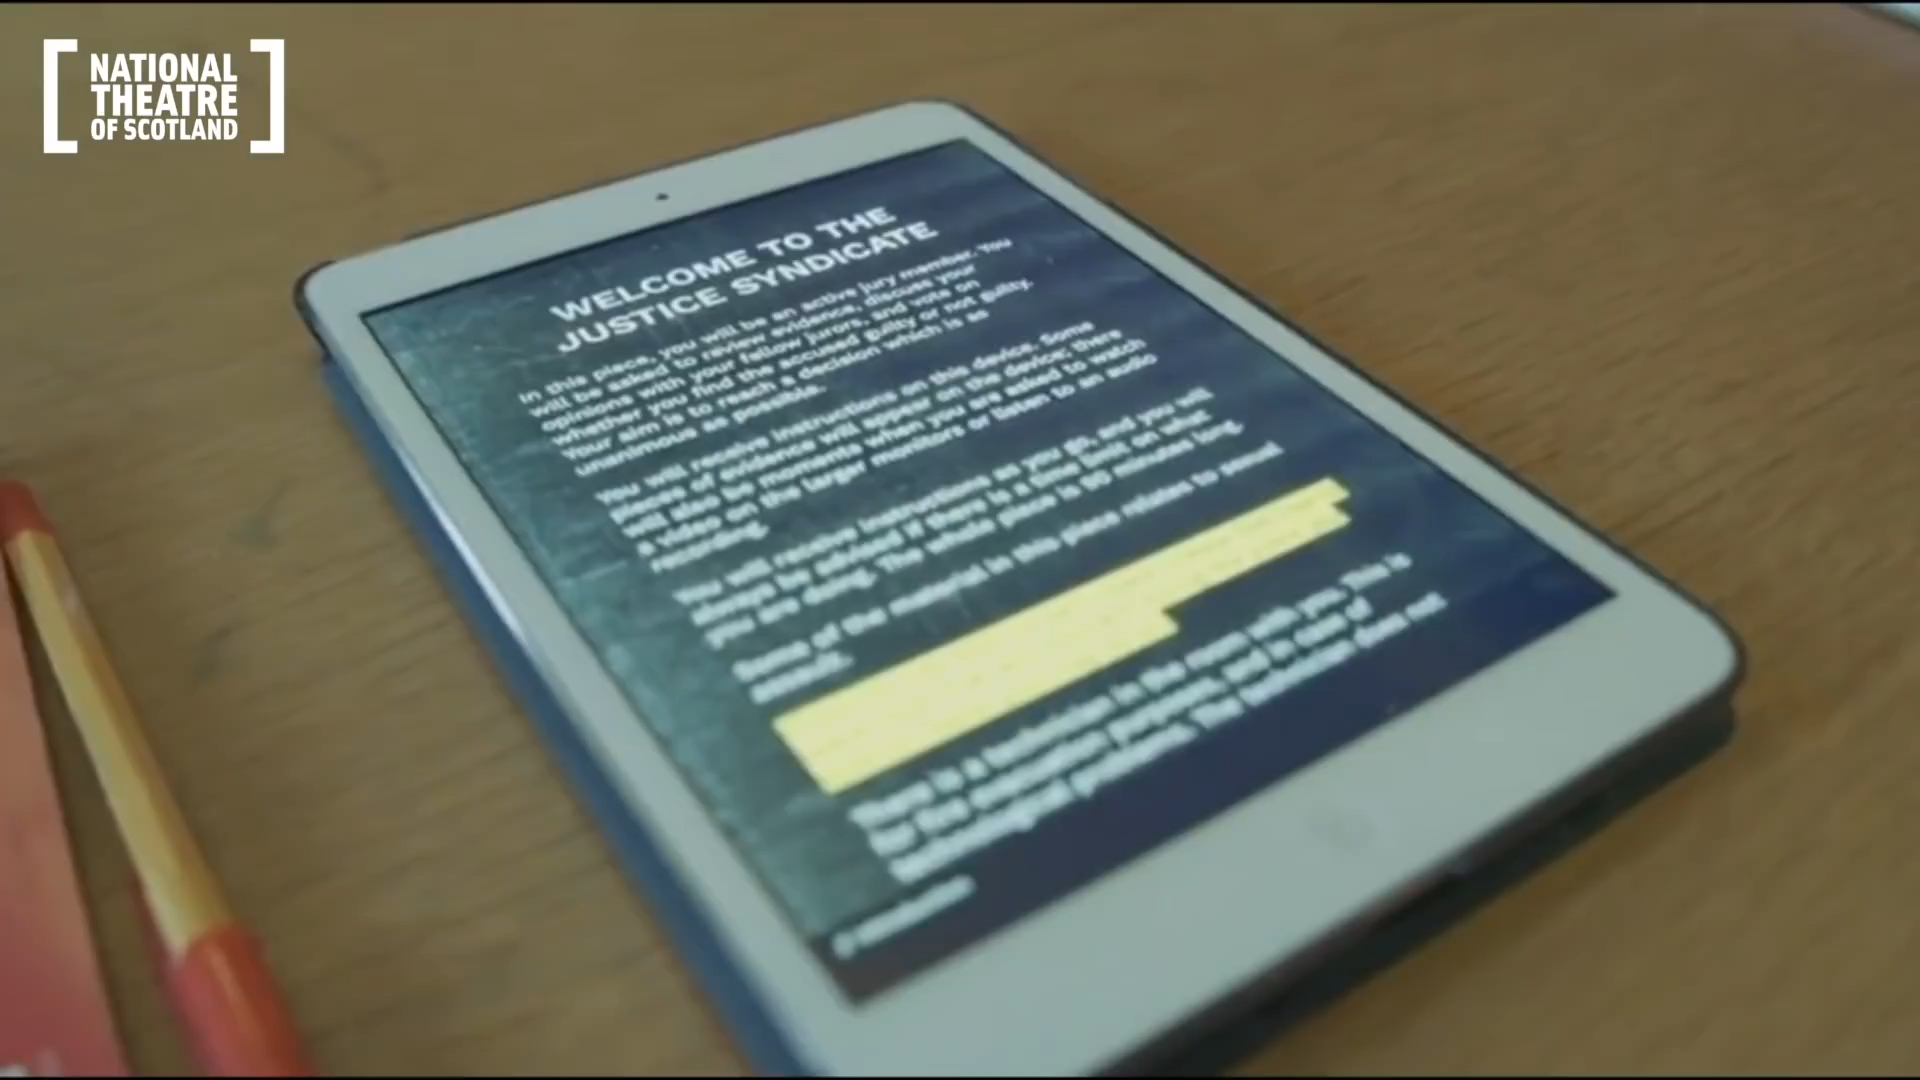 NATIONAL
THEATRE
OF SCOTLAND
WELCOME TO THE
JUSTICE SYNDICATE
In this piece, you will be an active jury member. You
will be asked to review evidence, discuss your
opinions with your fellow jurors, and vote on
whether you find the accused guilty or not guilty.
Your aim is to reach a decision which is as
unanimous as possible.
You will receive instructions on this device. Some
pieces of evidence will appear on the device; there
will also be moments when you are asked to watch
a video on the larger monitors or listen to an audio
recording.
You will receive instructions as you go, and you will
always be advised if there is a time limit on what
you are doing. The whole piece is 90 minutes long.
Some of the material in this piece relates to sexual
assault.
There is a technician in the room with you. This is
for fire evacuation purposes, and in case of
technological problems. The technician does not